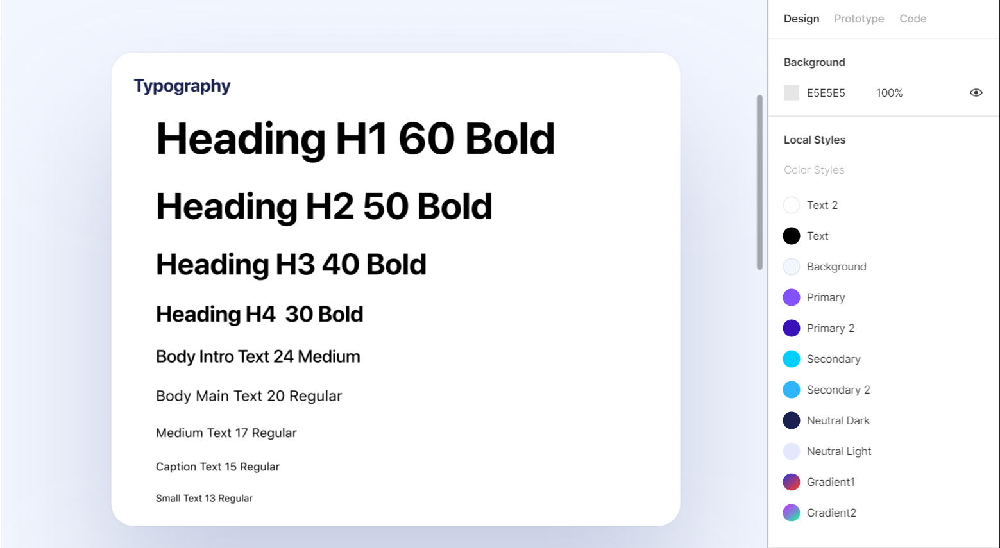 Typography
Heading H1 60 Bold
Heading H2 50 Bold
Heading H3 40 Bold
Heading H4  30 Bold
Body Intro Text 24 Medium
Body Main Text 20 Regular
Medium Text 17 Regular
Caption Text 15 Regular
Small Text 13 Regular
Design Prototype Code
Background
E5E5E5 100%
Local Styles
Color Styles
Text 2
Text
Background
Primary
Primary 2
Secondary
Secondary 2
Neutral Dark
Neutral Light
Gradient1
Gradient2